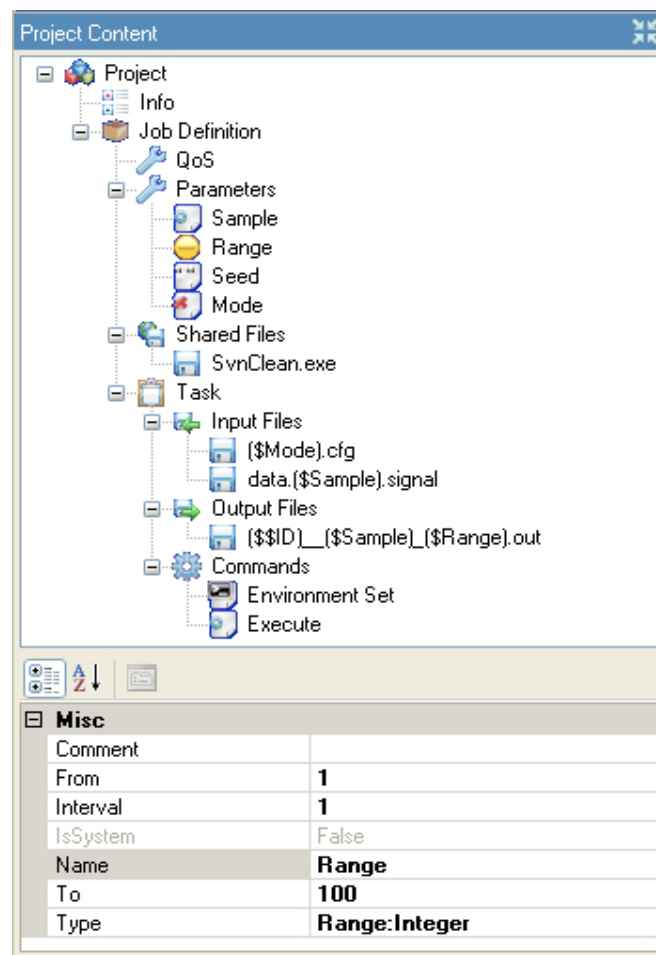 Project Content
Project
Info
Job Definition
QoS
Parameters
Sample
Range
Seed
Mode
Shared Files
SvnClean.exe
Task
Input Files
($Mode).cfg
data.($Sample).signal
Output Files
($$ID)__($Sample)_($Range).out
Commands
Environment Set
Execute
Misc
Comment
From 1
Interval 1
IsSystem False
Name Range
To 100
Type Range:Integer